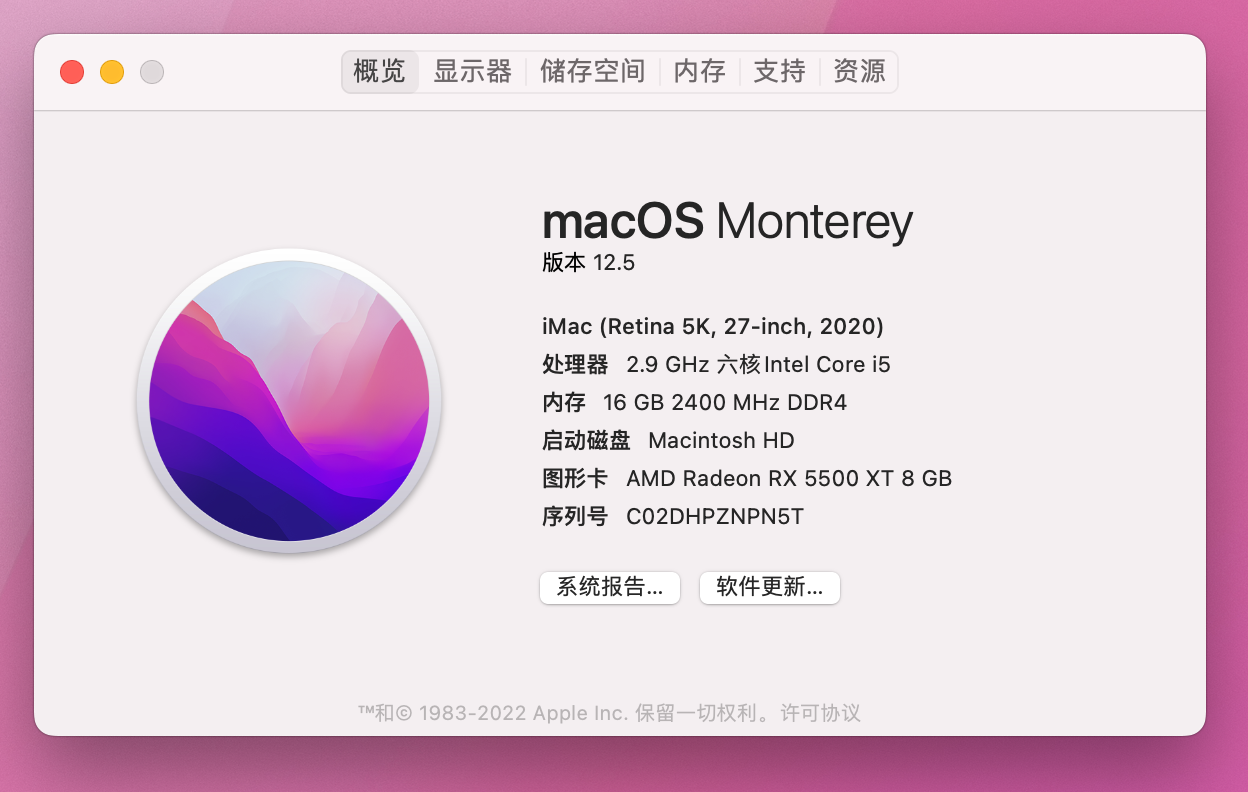 概览 显示器 储存空间 内存 支持 资源
macOS Monterey
版本 12.5
iMac (Retina 5K, 27-inch, 2020)
处理器 2.9 GHz 六核Intel Core i5
内存 16 GB 2400 MHz DDR4
启动磁盘 Macintosh HD
图形卡 AMD Radeon RX 5500 XT 8 GB
序列号 C02DHPZNPN5T
系统报告... 软件更新...
™和© 1983-2022 Apple Inc. 保留一切权利。许可协议